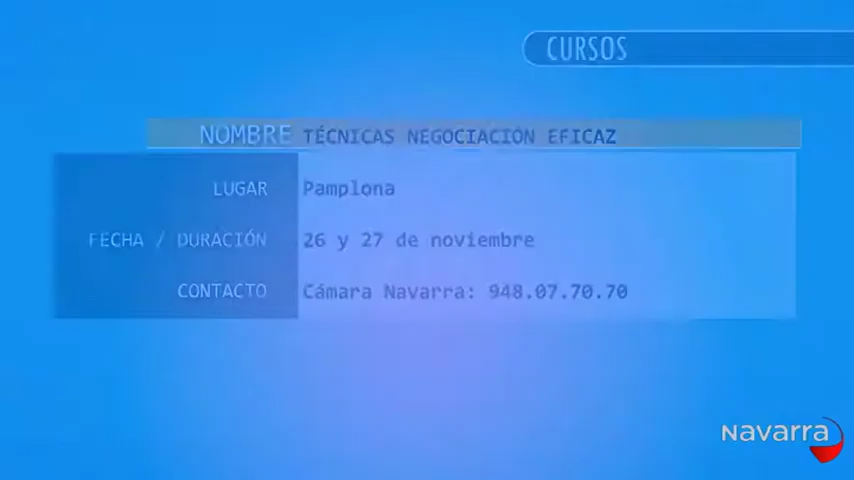 CURSOS
NOMBRE TÉCNICAS NEGOCIACIÓN EFICAZ
LUGAR Pamplona
FECHA / DURACIÓN 26 y 27 de noviembre
CONTACTO Cámara Navarra: 948.07.70.70
Navarra